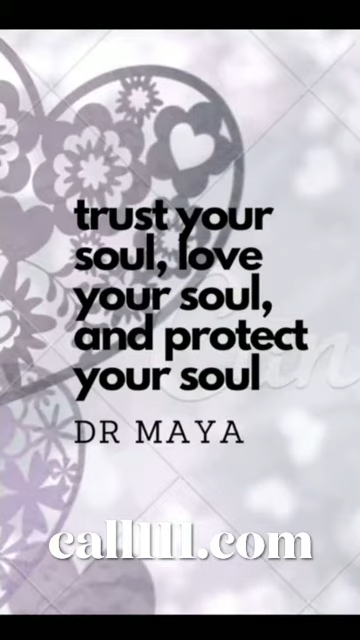 trust your
soul, love
your soul,
and protect
your soul
DR MAYA
call111.com